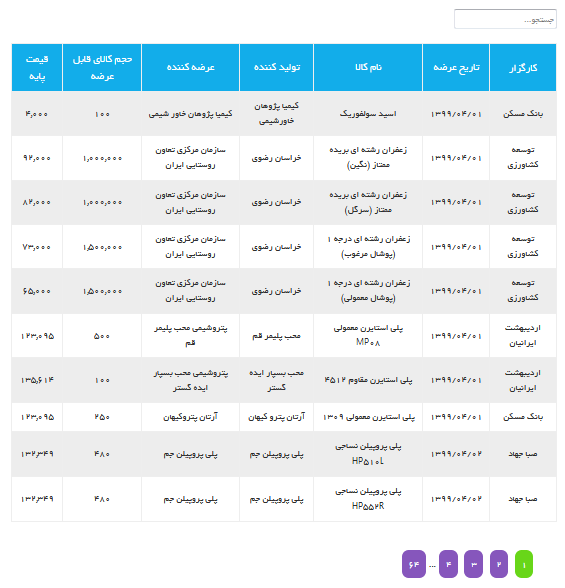 جستجو...
کارگزار تاریخ عرضه نام کالا تولید کننده عرضه کننده حجم کالای قابل عرضه قیمت پایه
بانک مسکن ۱۳۹۹/۰۴/۰۱ اسید سولفوریک کیمیا پژوهان خاورشیمی کیمیا پژوهان خاور شیمی ۱۰۰ ۴,۰۰۰
توسعه کشاورزی ۱۳۹۹/۰۴/۰۱ زعفران رشته ای بریده ممتاز (نگین) خراسان رضوی سازمان مرکزی تعاون روستایی ایران ۱,۰۰۰,۰۰۰ ۹۲,۰۰۰
توسعه کشاورزی ۱۳۹۹/۰۴/۰۱ زعفران رشته ای بریده ممتاز (سرگل) خراسان رضوی سازمان مرکزی تعاون روستایی ایران ۱,۰۰۰,۰۰۰ ۸۲,۰۰۰
توسعه کشاورزی ۱۳۹۹/۰۴/۰۱ زعفران رشته ای درجه ۱ (پوشال مرغوب) خراسان رضوی سازمان مرکزی تعاون روستایی ایران ۱,۵۰۰,۰۰۰ ۷۳,۰۰۰
توسعه کشاورزی ۱۳۹۹/۰۴/۰۱ زعفران رشته ای درجه ۱ (پوشال معمولی) خراسان رضوی سازمان مرکزی تعاون روستایی ایران ۱,۵۰۰,۰۰۰ ۶۵,۰۰۰
اردیبهشت ایرانیان ۱۳۹۹/۰۴/۰۱ پلی استایرن معمولی MP۰۸ محب پلیمر قم پتروشیمی محب پلیمر قم ۵۰۰ ۱۲۳,۰۹۵
اردیبهشت ایرانیان ۱۳۹۹/۰۴/۰۱ پلی استایرن مقاوم ۴۵۱۲ محب بسپار ایده گستر پتروشیمی محب بسپار ایده گستر ۱۰۰ ۱۳۵,۶۱۴
بانک مسکن ۱۳۹۹/۰۴/۰۱ پلی استایرن معمولی ۱۳۰۹ آرتان پترو کیهان آرتان پتروکیهان ۲۵۰ ۱۲۳,۰۹۵
صبا جهاد ۱۳۹۹/۰۴/۰۲ پلی پروپیلن نساجی HP۵۱۰L پلی پروپیلن جم پلی پروپیلن جم ۴۸۰ ۱۳۲,۳۴۹
صبا جهاد ۱۳۹۹/۰۴/۰۲ پلی پروپیلن نساجی HP۵۵۲R پلی پروپیلن جم پلی پروپیلن جم ۴۸۰ ۱۳۲,۳۴۹
۱ ۲ ۳ ۴ ... ۶۴